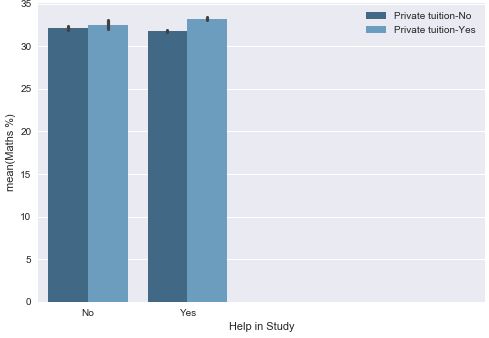 35
30
25
20
15
10
5
0
mean(Maths %)
Private tuition-No
Private tuition-Yes
No
Yes
Help in Study